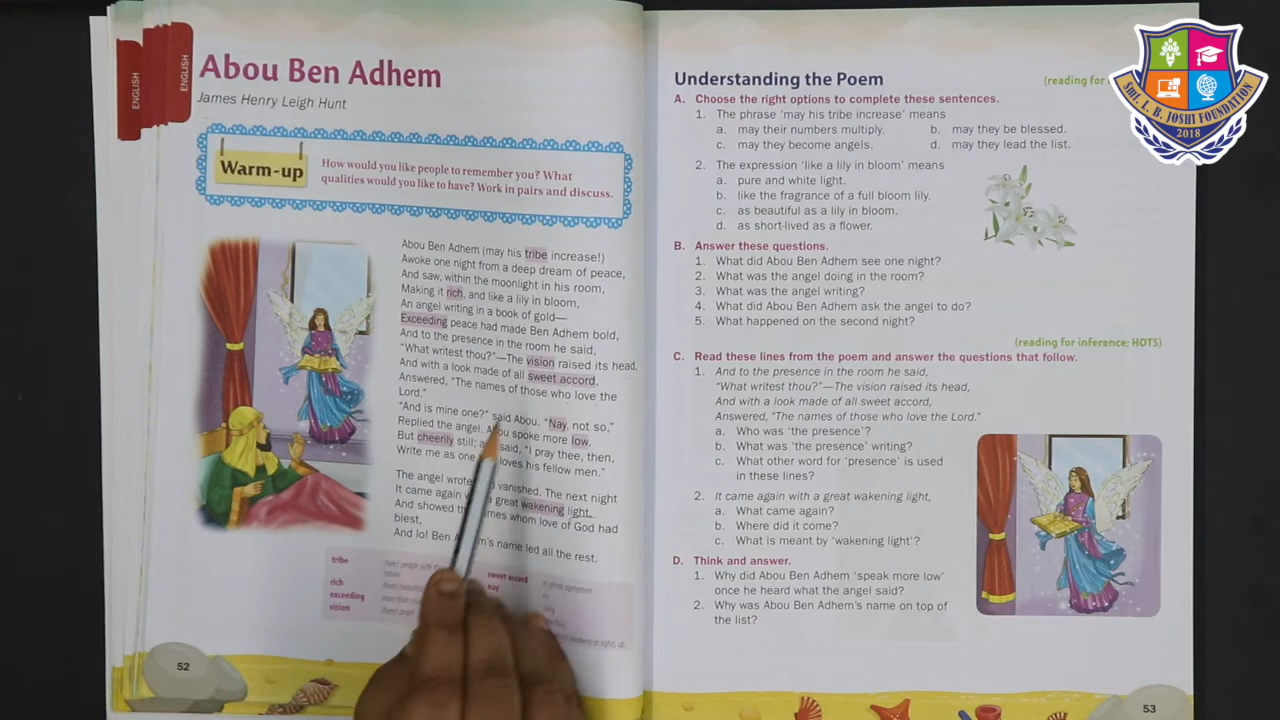 ENGLISH
ENGLISH
Abou Ben Adhem
James Henry Leigh Hunt
Warm-up
How would you like people to remember you? What
qualities would you like to have? Work in pairs and discuss.
Abou Ben Adhem (may his tribe increase!)
Awoke one night from a deep dream of peace,
And saw, within the moonlight in his room,
Making it rich, and like a lily in bloom,
An angel writing in a book of gold—
Exceeding peace had made Ben Adhem bold,
And to the presence in the room he said,
"What writest thou?"—The vision raised its head,
And with a look made of all sweet accord,
Answered, "The names of those who love the
Lord."
"And is mine one?" said Abou. "Nay, not so,"
Replied the angel. Abou spoke more low,
But cheerily still; said, "I pray thee, then,
Write me as one loves his fellow men."
The angel wrote vanished. The next night
It came again great wakening light,
And showed whom love of God had
blest,
And lo! Ben name led all the rest.
tribe
rich
exceeding
vision
sweet accord
nay
52
Understanding the Poem
(reading for
A. Choose the right options to complete these sentences.
1. The phrase 'may his tribe increase' means
a. may their numbers multiply. b. may they be blessed.
c. may they become angels. d. may they lead the list.
2. The expression 'like a lily in bloom' means
a. pure and white light.
b. like the fragrance of a full bloom lily.
c. as beautiful as a lily in bloom.
d. as short-lived as a flower.
B. Answer these questions.
1. What did Abou Ben Adhem see one night?
2. What was the angel doing in the room?
3. What was the angel writing?
4. What did Abou Ben Adhem ask the angel to do?
5. What happened on the second night?
(reading for inference; HOTS)
C. Read these lines from the poem and answer the questions that follow.
1. And to the presence in the room he said,
"What writest thou?"—The vision raised its head,
And with a look made of all sweet accord,
Answered, "The names of those who love the Lord."
a. Who was 'the presence'?
b. What was 'the presence' writing?
c. What other word for 'presence' is used
in these lines?
2. It came again with a great wakening light,
a. What came again?
b. Where did it come?
c. What is meant by 'wakening light'?
D. Think and answer.
1. Why did Abou Ben Adhem 'speak more low'
once he heard what the angel said?
2. Why was Abou Ben Adhem's name on top of
the list?
53
Smt. L. B. JOSHI FOUNDATION
2018